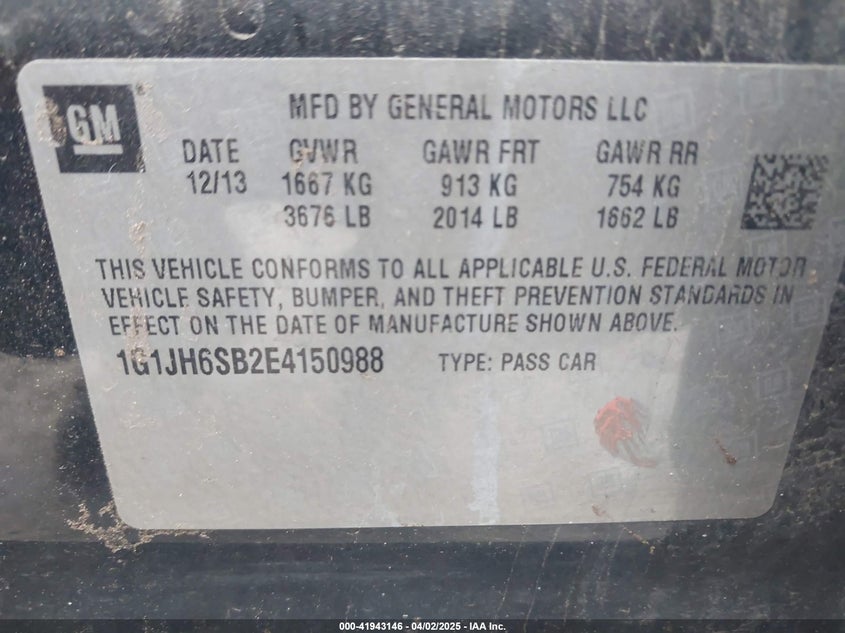 GM
MFD BY GENERAL MOTORS LLC
DATE GVWR GAWR FRT GAWR RR
12/13 1667 KG 913 KG 754 KG
3676 LB 2014 LB 1662 LB
THIS VEHICLE CONFORMS TO ALL APPLICABLE U.S. FEDERAL MOTOR
VEHICLE SAFETY, BUMPER, AND THEFT PREVENTION STANDARDS IN
EFFECT ON THE DATE OF MANUFACTURE SHOWN ABOVE.
1G1JH6SB2E4150988 TYPE: PASS CAR
000-41943146 - 04/02/2025 - IAA Inc.